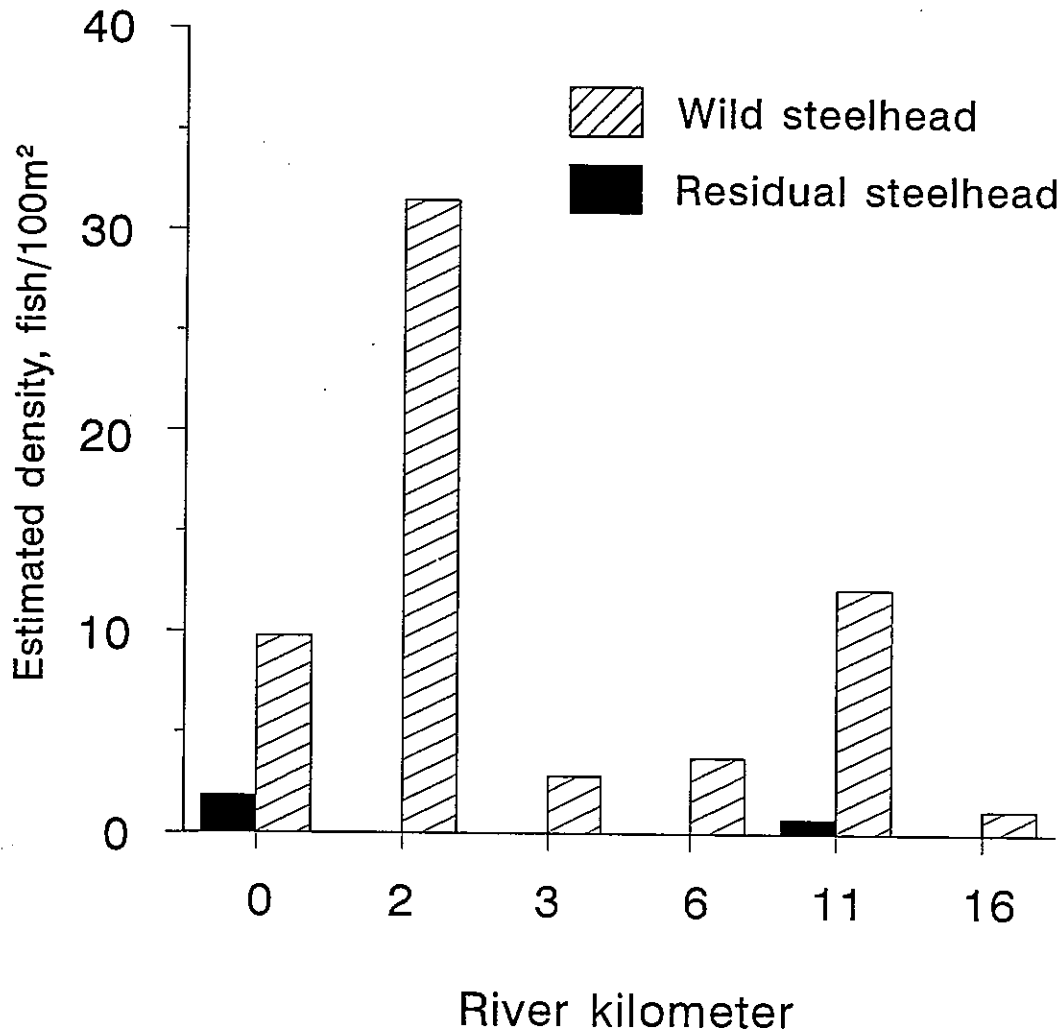 40
30
20
10
0
Estimated density, fish/100m²
Wild steelhead
Residual steelhead
0 2 3 6 11 16
River kilometer